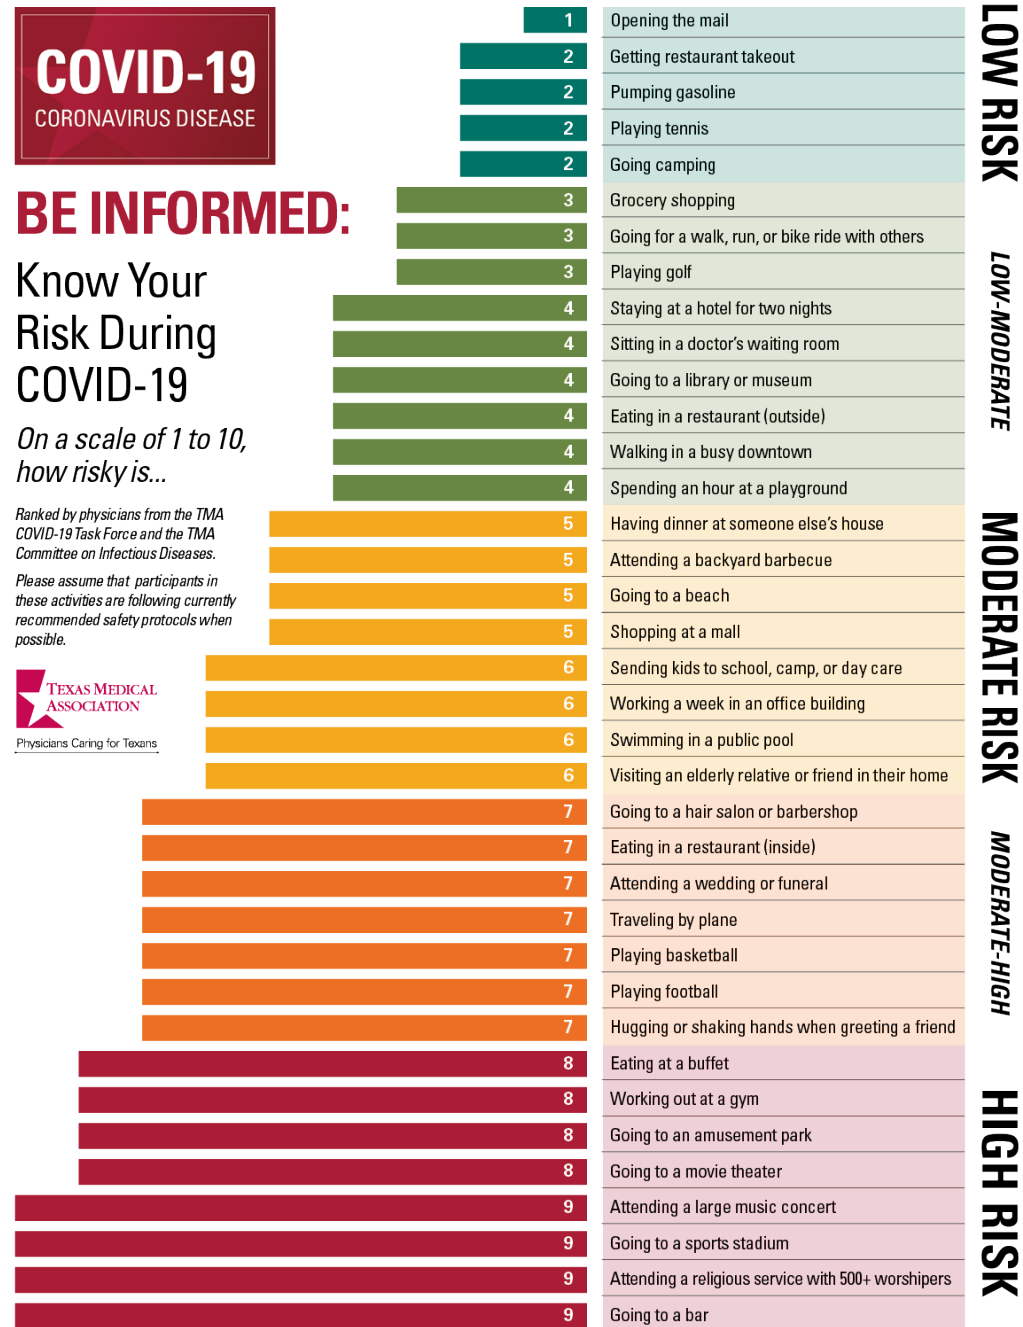 COVID-19
CORONAVIRUS DISEASE
BE INFORMED:
Know Your
Risk During
COVID-19
On a scale of 1 to 10,
how risky is...
Ranked by physicians from the TMA
COVID-19 Task Force and the TMA
Committee on Infectious Diseases.
Please assume that participants in
these activities are following currently
recommended safety protocols when
possible.
TEXAS MEDICAL
ASSOCIATION
Physicians Caring for Texans
1 Opening the mail
2 Getting restaurant takeout
2 Pumping gasoline
2 Playing tennis
2 Going camping
3 Grocery shopping
3 Going for a walk, run, or bike ride with others
3 Playing golf
4 Staying at a hotel for two nights
4 Sitting in a doctor's waiting room
4 Going to a library or museum
4 Eating in a restaurant (outside)
4 Walking in a busy downtown
4 Spending an hour at a playground
5 Having dinner at someone else's house
5 Attending a backyard barbecue
5 Going to a beach
5 Shopping at a mall
6 Sending kids to school, camp, or day care
6 Working a week in an office building
6 Swimming in a public pool
6 Visiting an elderly relative or friend in their home
7 Going to a hair salon or barbershop
7 Eating in a restaurant (inside)
7 Attending a wedding or funeral
7 Traveling by plane
7 Playing basketball
7 Playing football
7 Hugging or shaking hands when greeting a friend
8 Eating at a buffet
8 Working out at a gym
8 Going to an amusement park
8 Going to a movie theater
9 Attending a large music concert
9 Going to a sports stadium
9 Attending a religious service with 500+ worshipers
9 Going to a bar
LOW RISK
LOW-MODERATE
MODERATE RISK
MODERATE-HIGH
HIGH RISK